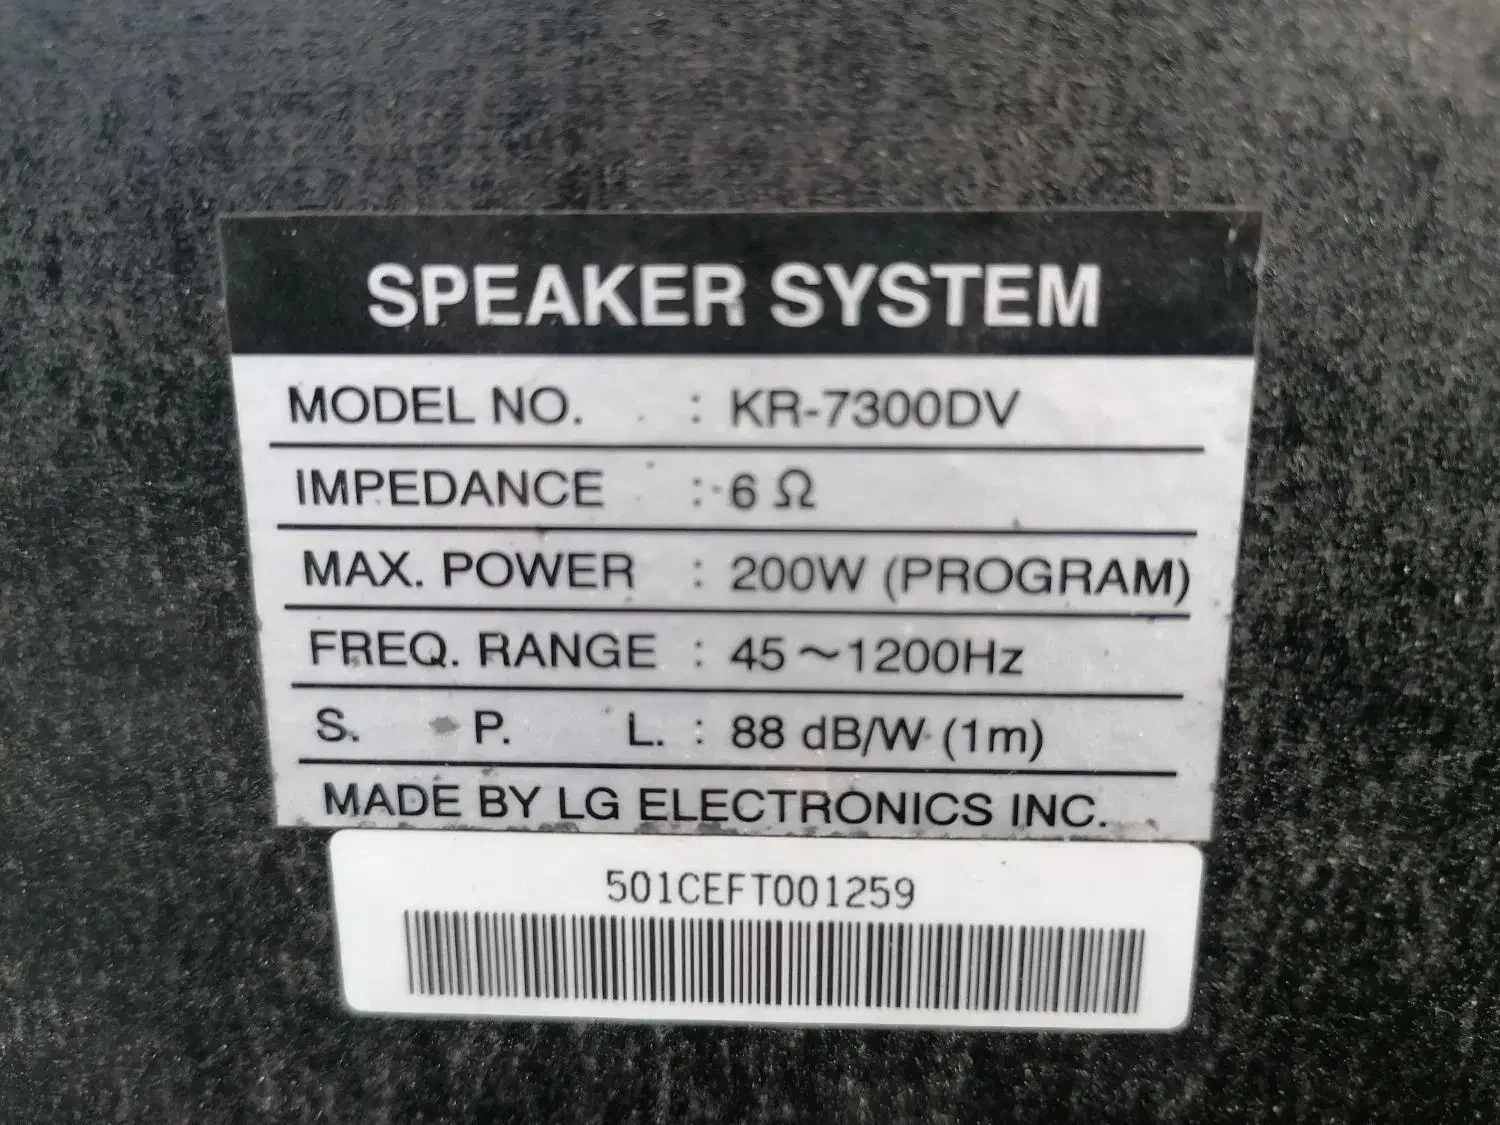 SPEAKER SYSTEM
MODEL NO. : KR-7300DV
IMPEDANCE : 6 Ω
MAX. POWER : 200W (PROGRAM)
FREQ. RANGE : 45～1200Hz
S. P. L. : 88 dB/W (1m)
MADE BY LG ELECTRONICS INC.
501CEFT001259